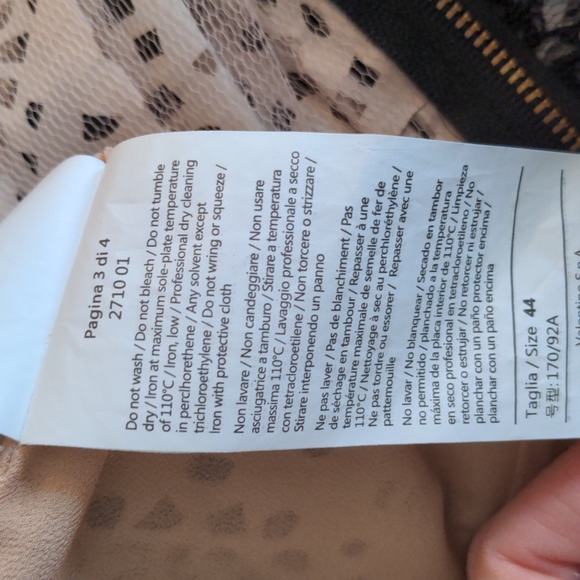 Pagina 3 di 4
2710 01
Do not wash / Do not bleach / Do not tumble
dry / Iron at maximum sole-plate temperature
of 110°C / Iron, low / Professional dry cleaning
in perclhorethene / Any solvent except
trichloroethylene / Do not wring or squeeze /
Iron with protective cloth
Non lavare / Non candeggiare / Non usare
asciugatrice a tamburo / Stirare a temperatura
massima 110°C / Lavaggio professionale a secco
con tetracloroetilene / Non torcere o strizzare /
Stirare interponendo un panno
Ne pas laver / Pas de blanchiment / Pas
de séchage en tambour / Repasser à une
température maximale de semelle de fer de
110°C / Nettoyage à sec au perchloréthylène /
Ne pas tordre ou essorer / Repasser avec une
pattemouille
No lavar / No blanquear / Secado en tambor
no permitido / planchado a la temperatura
máxima de la placa interior de 110°C / Limpieza
en seco profesional en tetracloroetileno / No
retorcer o estrujar / No retorcer ni estrujar /
planchar con un paño protector encima /
planchar con un paño encima
Taglia / Size 44
号型: 170/92A
Valentino S.p.A.